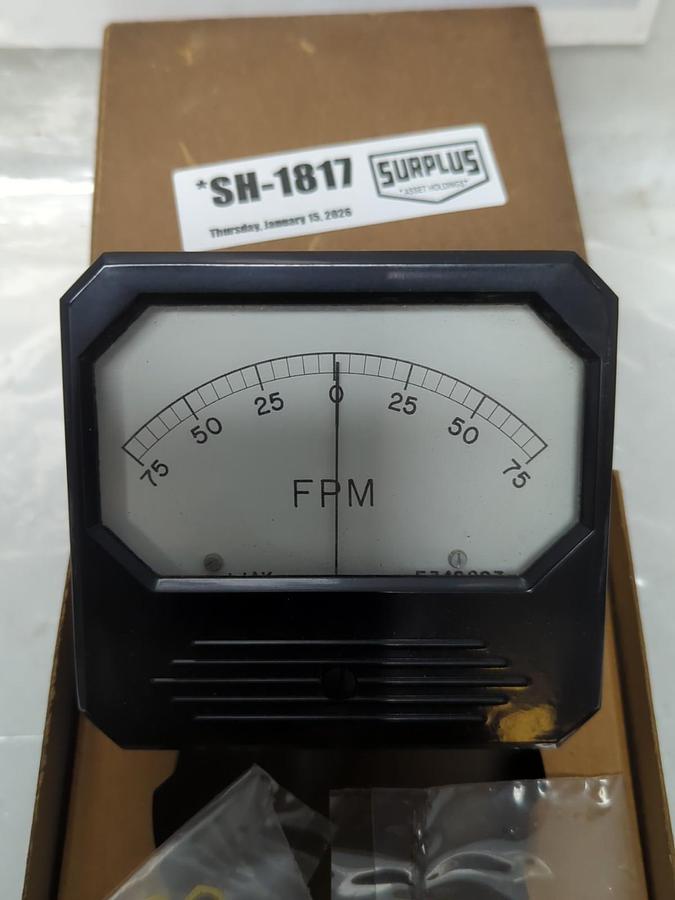 *SH-1817
SURPLUS
*ASSET HOLDINGS*
Thursday, January 15, 2026
75 50 25 0 25 50 75
FPM